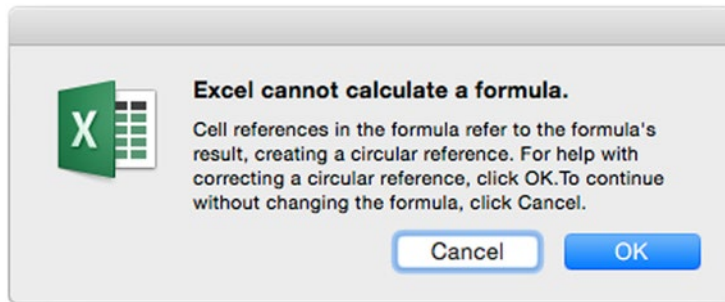 Excel cannot calculate a formula.
Cell references in the formula refer to the formula's
result, creating a circular reference. For help with
correcting a circular reference, click OK.To continue
without changing the formula, click Cancel.
X
Cancel OK